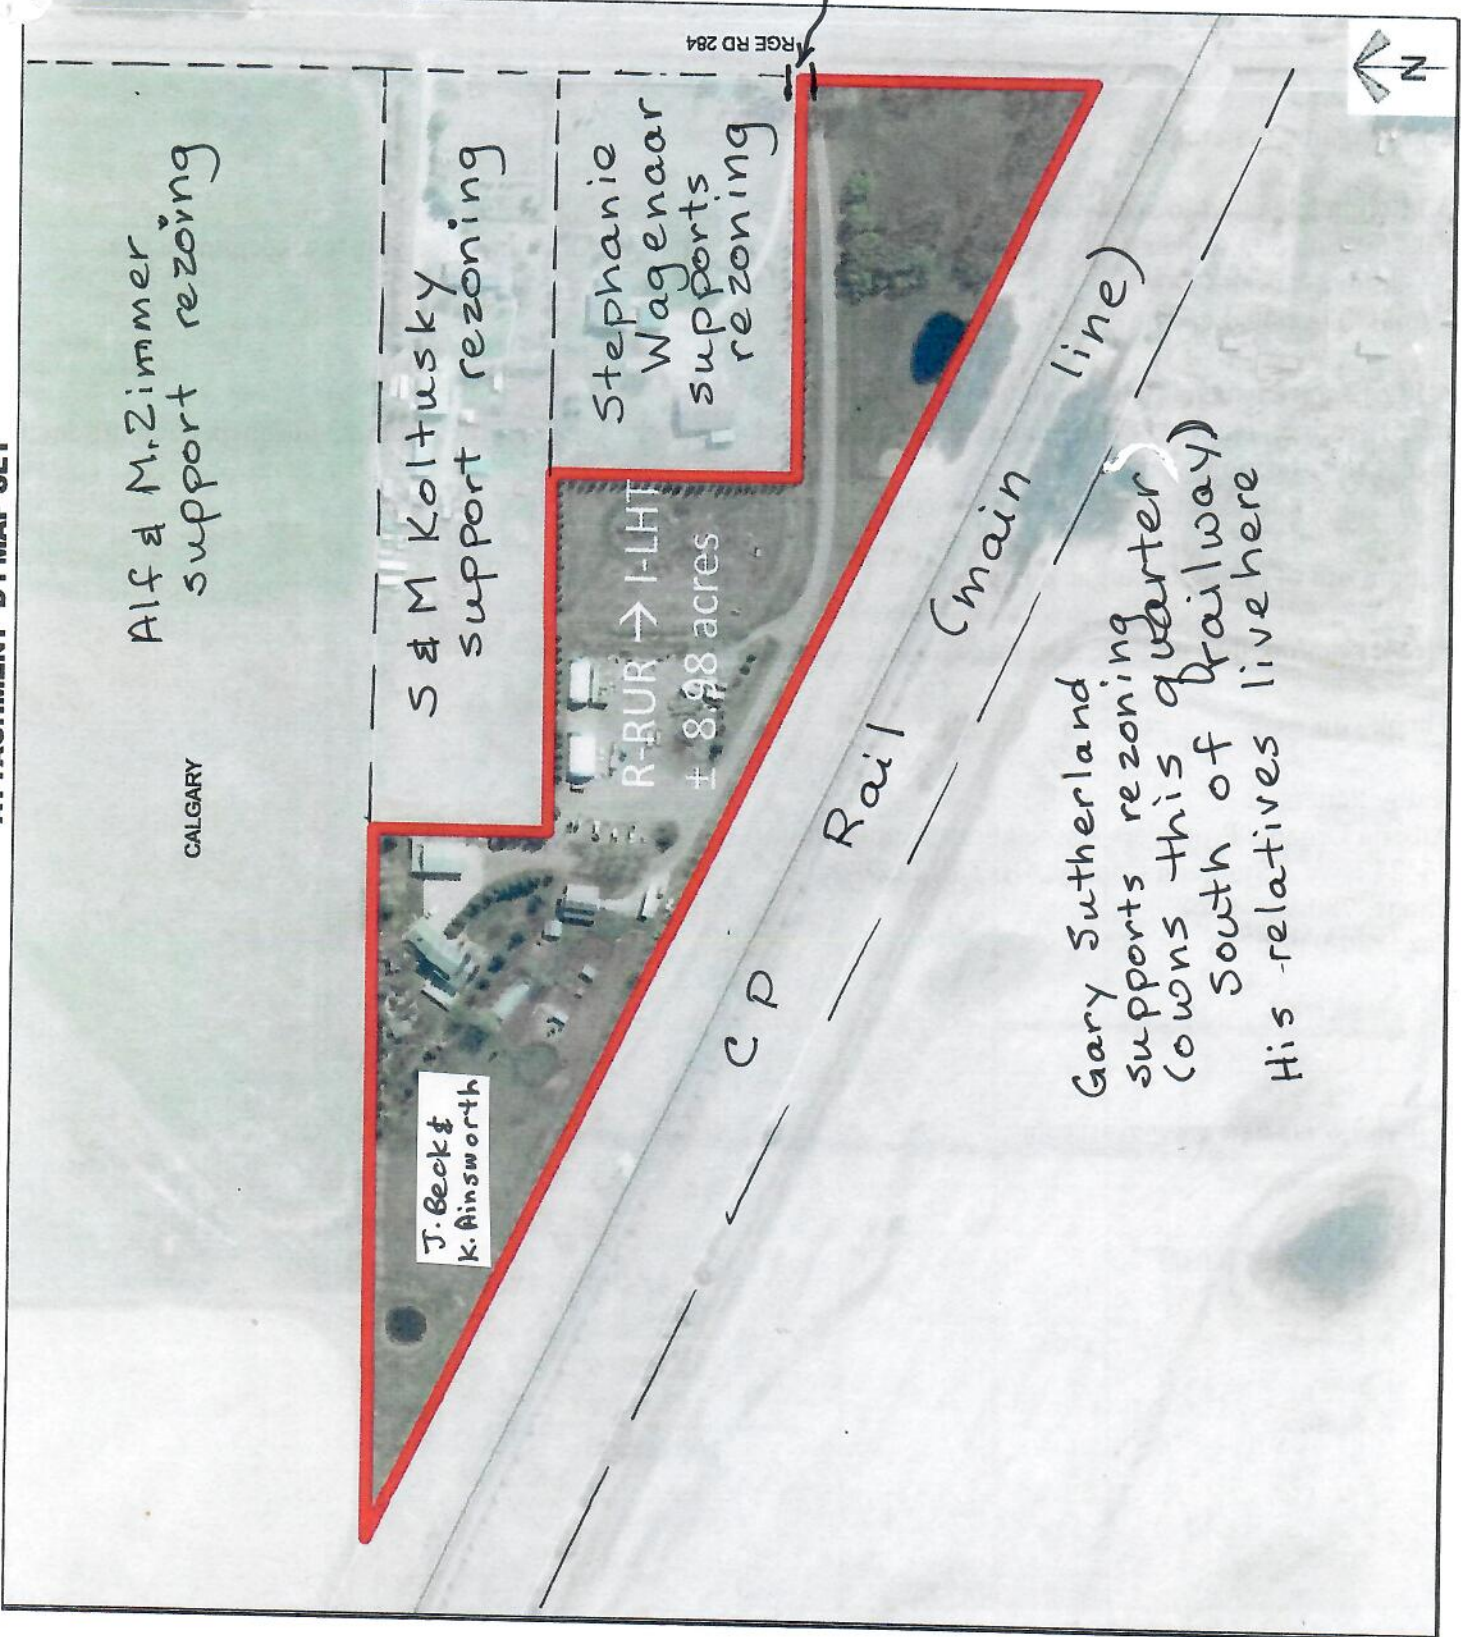 RGE RD 284
N
Alf & M. Zimmer
support rezoning
CALGARY
S & M Koltusky
support rezoning
Stephanie
Wagenaar
supports
rezoning
R-RUR → I-LHT
± 8.98 acres
J. Beck &
K. Ainsworth
CP Rail (main line)
Gary Sutherland
supports rezoning
(owns this quarter)
South of railway)
His relatives live here